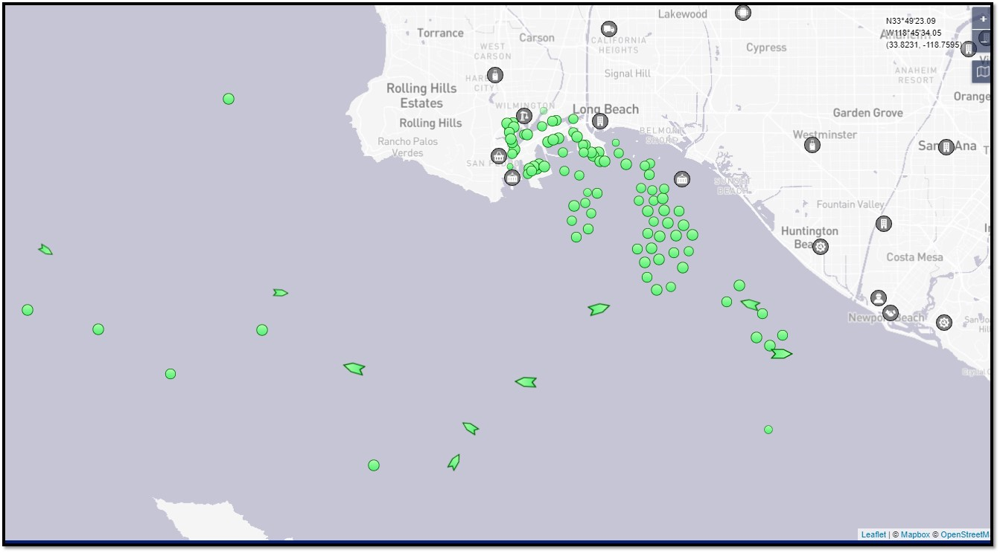 Lakewood
N33°49'23.09
Torrance
Carson
W118°45'34.05
CALIFORNIA
HEIGHTS
WEST
CARSON
Cypress
(33.8231, -118.7595)
Signal Hill
ANAHEIM
RESORT
Rolling Hills
Estates
HARBOR
CITY
Orange
WILMINGTON
Long Beach
Garden Grove
Rolling Hills
Rancho Palos
Verdes
BELMONT
SHORE
Westminster
Santa Ana
SAN PEDRO
SUNSET
BEACH
Fountain Valley
Huntington
Beach
Costa Mesa
Newport Beach
Leaflet | © Mapbox © OpenStreetM